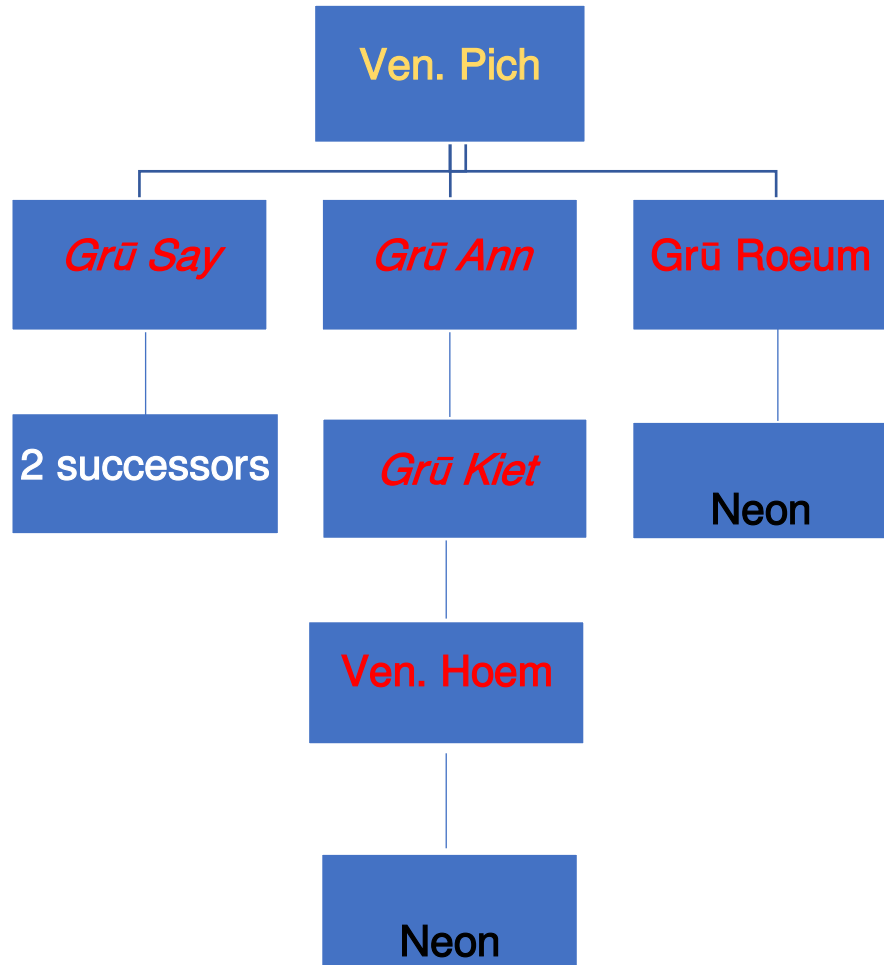 Ven. Pich
Grū Say
Grū Ann
Grū Roeum
2 successors
Grū Kiet
Neon
Ven. Hoem
Neon